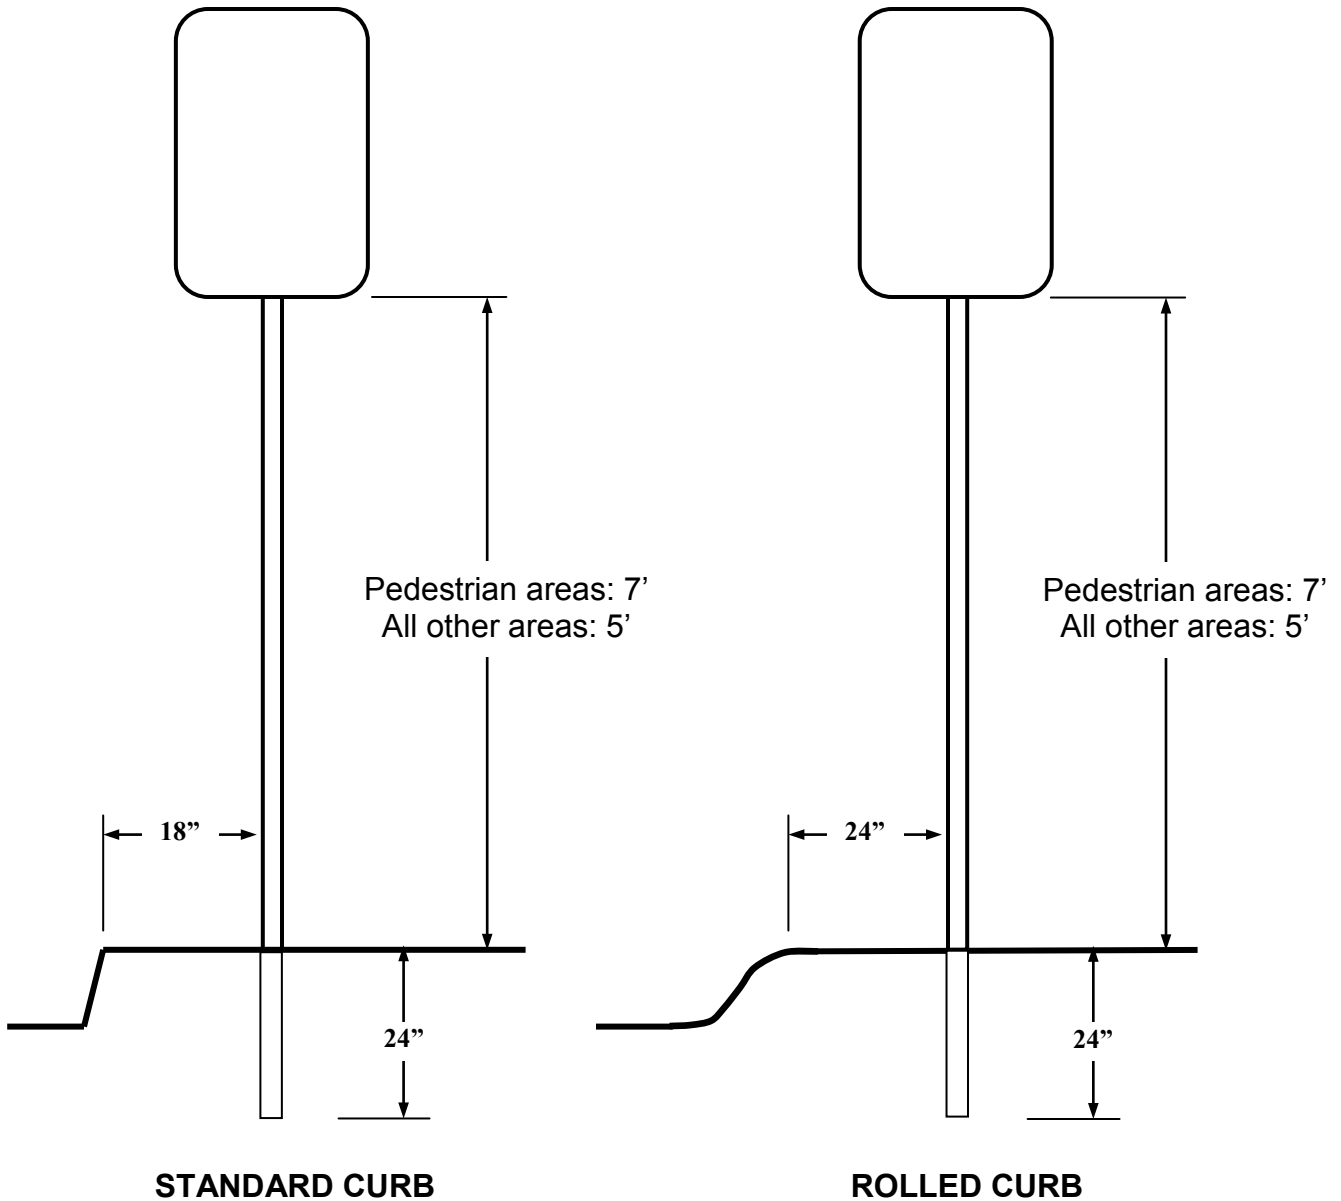 Pedestrian areas: 7’
All other areas: 5’
Pedestrian areas: 7’
All other areas: 5’
18”
24”
24”
24”
STANDARD CURB
ROLLED CURB